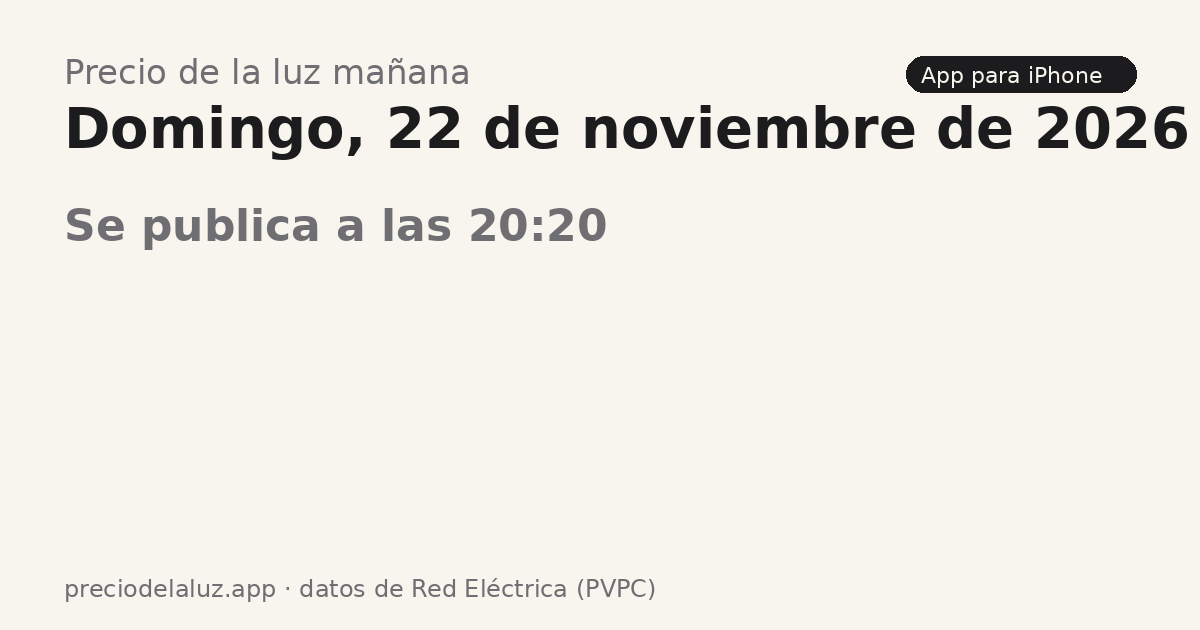 Precio de la luz mañana
App para iPhone
Domingo, 22 de noviembre de 2026
Se publica a las 20:20
preciodelaluz.app · datos de Red Eléctrica (PVPC)